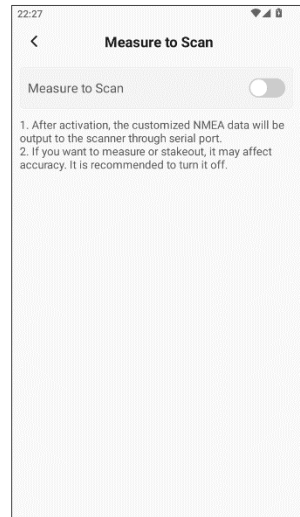 22:27
Measure to Scan
Measure to Scan
1. After activation, the customized NMEA data will be
output to the scanner through serial port.
2. If you want to measure or stakeout, it may affect
accuracy. It is recommended to turn it off.